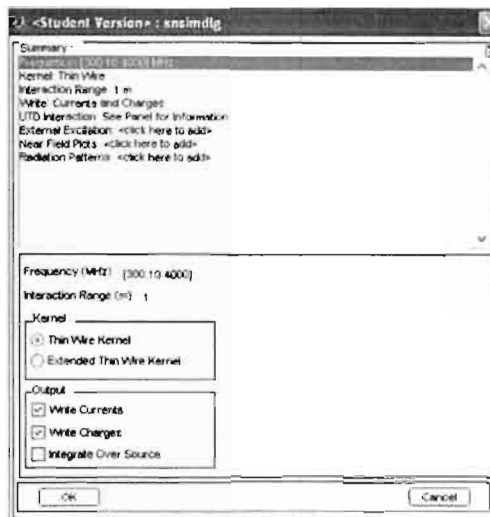 <Student Version> : snsimdlg
Summary :
Frequency: [300:10:4000] MHz
Kernel: Thin Wire
Interaction Range: 1 m
Write: Currents and Charges
UTD Interaction: See Panel for Information
External Excitation: <click here to add>
Near Field Plots: <click here to add>
Radiation Patterns: <click here to add>
Frequency (MHz) [300:10:4000]
Interaction Range (m) 1
Kernel
Thin Wire Kernel
Extended Thin Wire Kernel
Output
Write Currents
Write Charges
Integrate Over Source
OK
Cancel